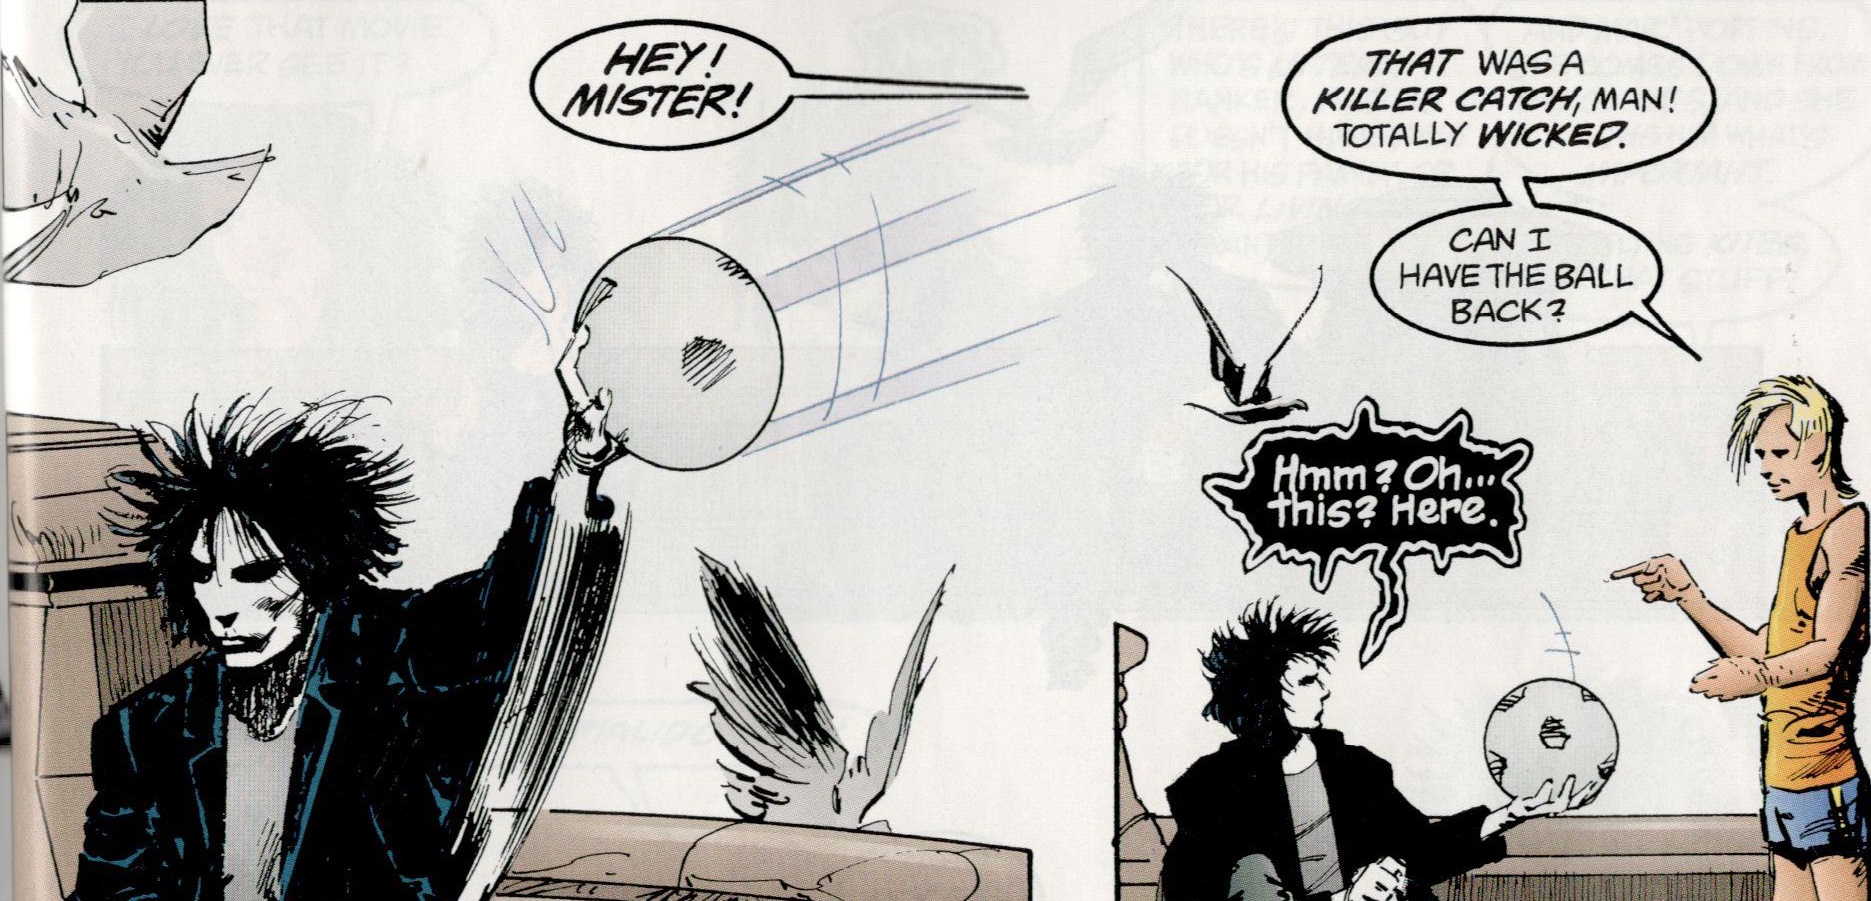 HEY!
MISTER!
THAT WAS A
KILLER CATCH, MAN!
TOTALLY WICKED.
CAN I
HAVE THE BALL
BACK?
Hmm? Oh...
this? Here.